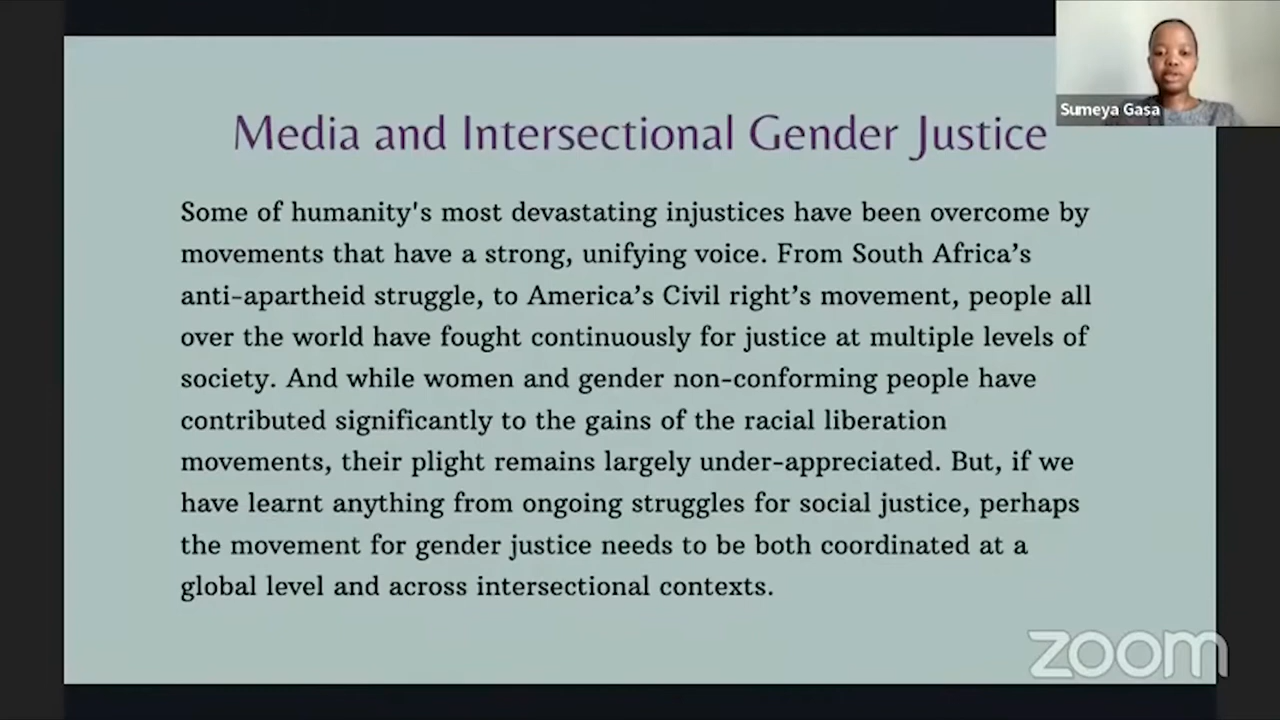 Sumeya Gasa
Media and Intersectional Gender Justice
Some of humanity's most devastating injustices have been overcome by
movements that have a strong, unifying voice. From South Africa’s
anti-apartheid struggle, to America’s Civil right’s movement, people all
over the world have fought continuously for justice at multiple levels of
society. And while women and gender non-conforming people have
contributed significantly to the gains of the racial liberation
movements, their plight remains largely under-appreciated. But, if we
have learnt anything from ongoing struggles for social justice, perhaps
the movement for gender justice needs to be both coordinated at a
global level and across intersectional contexts.
zoom